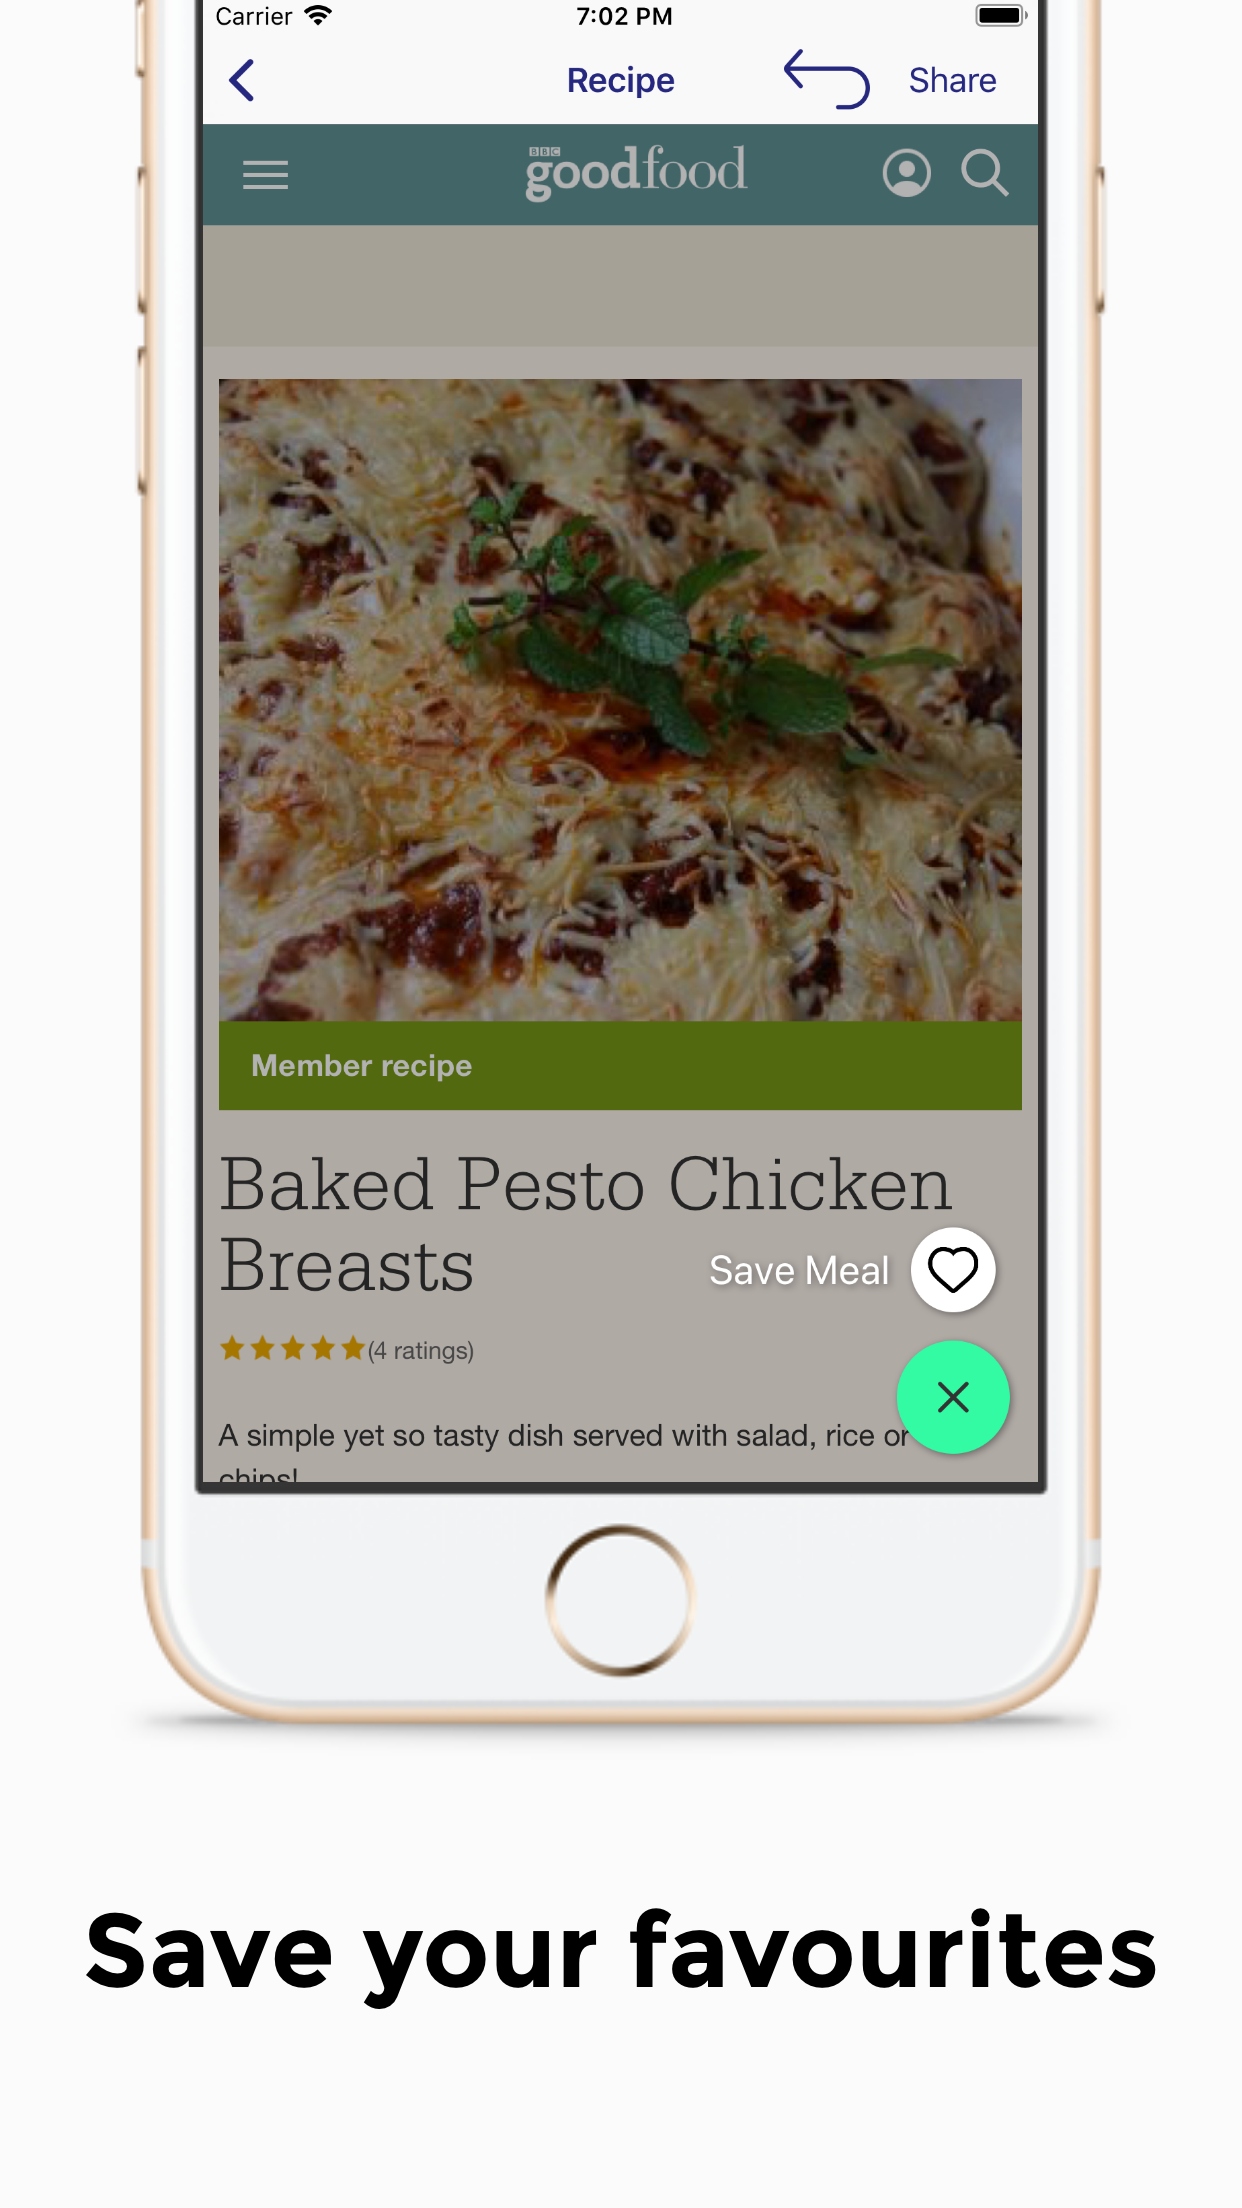 Carrier 7:02 PM
Recipe Share
BBC
goodfood
Member recipe
Baked Pesto Chicken
Breasts
Save Meal
(4 ratings)
A simple yet so tasty dish served with salad, rice or
chips!
Save your favourites